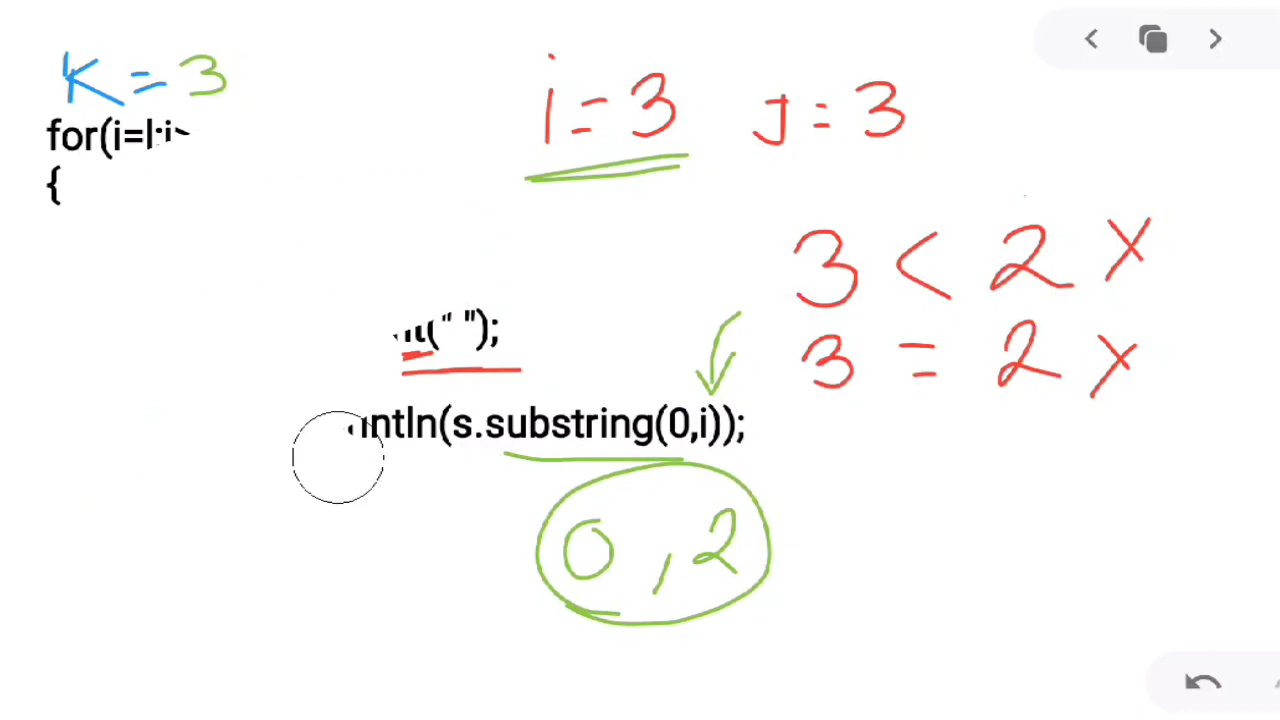 K = 3
i = 3 J = 3
for(i=
{
3 < 2 X
(" ");
3 = 2 X
ntln(s.substring(0,i));
0 , 2